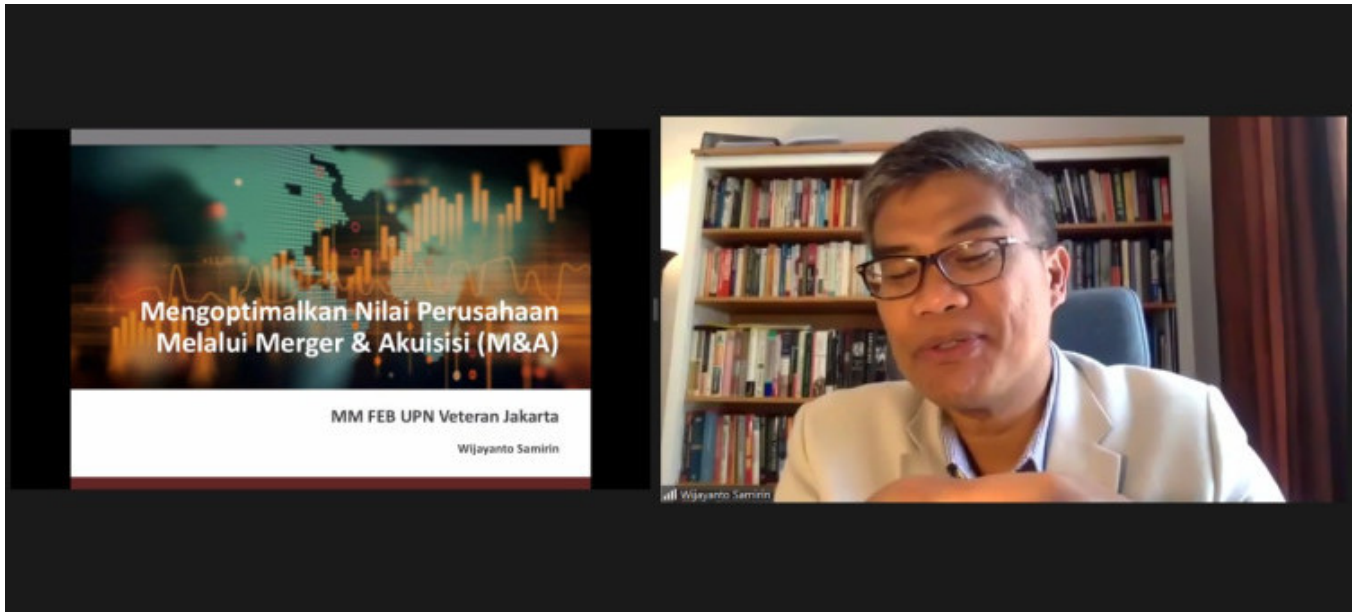 Mengoptimalkan Nilai Perusahaan
Melalui Merger & Akuisisi (M&A)
MM FEB UPN Veteran Jakarta
Wijayanto Samirin
Wijayanto Samirin